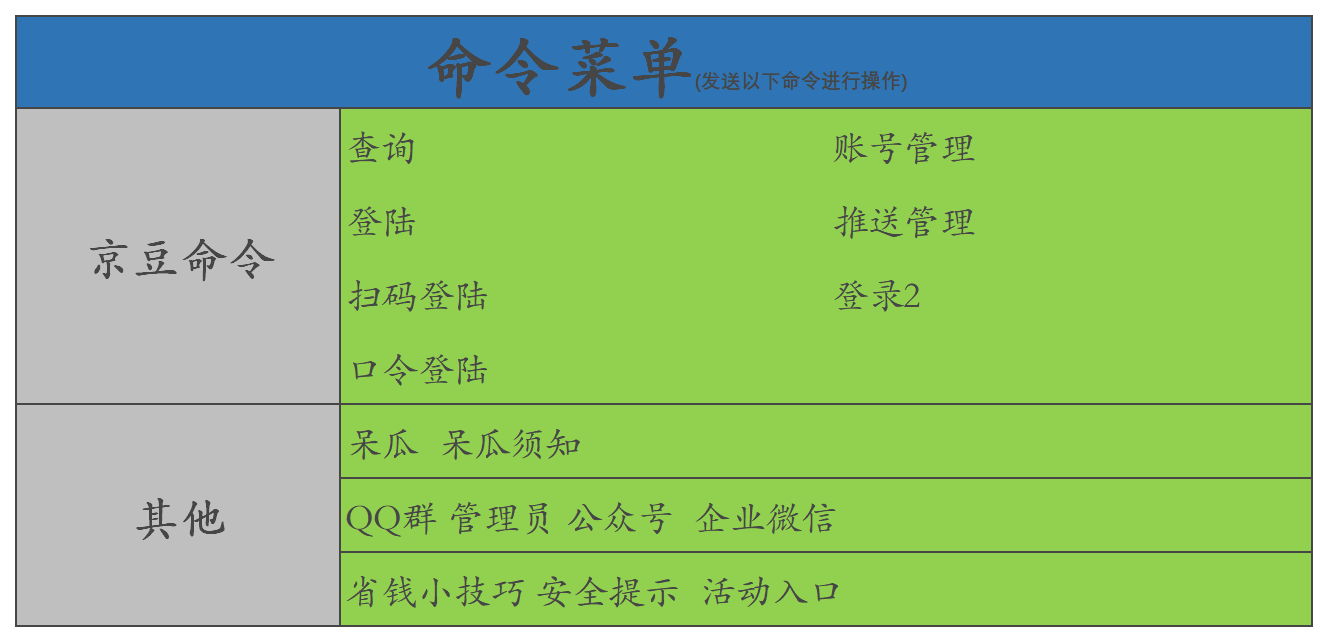 命令菜单(发送以下命令进行操作)
京豆命令
查询 账号管理
登陆 推送管理
扫码登陆 登录2
口令登陆
其他
呆瓜 呆瓜须知
QQ群 管理员 公众号 企业微信
省钱小技巧 安全提示 活动入口